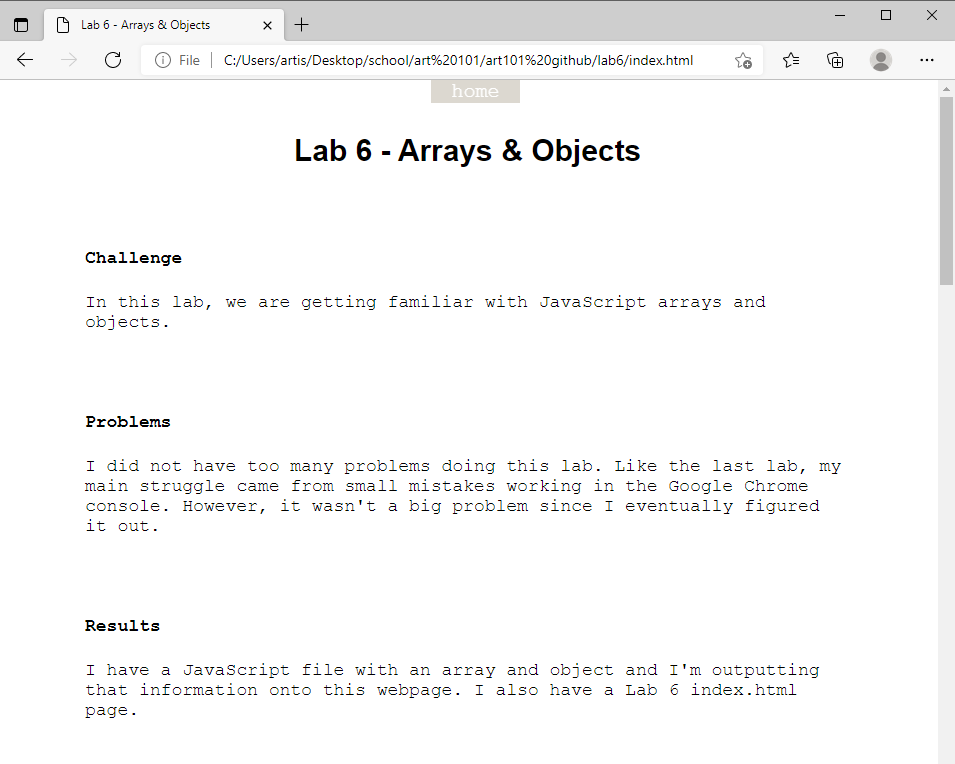 Lab 6 - Arrays & Objects
File
C:/Users/artis/Desktop/school/art%20101/art101%20github/lab6/index.html
home
Lab 6 - Arrays & Objects
Challenge
In this lab, we are getting familiar with JavaScript arrays and
objects.
Problems
I did not have too many problems doing this lab. Like the last lab, my
main struggle came from small mistakes working in the Google Chrome
console. However, it wasn't a big problem since I eventually figured
it out.
Results
I have a JavaScript file with an array and object and I'm outputting
that information onto this webpage. I also have a Lab 6 index.html
page.